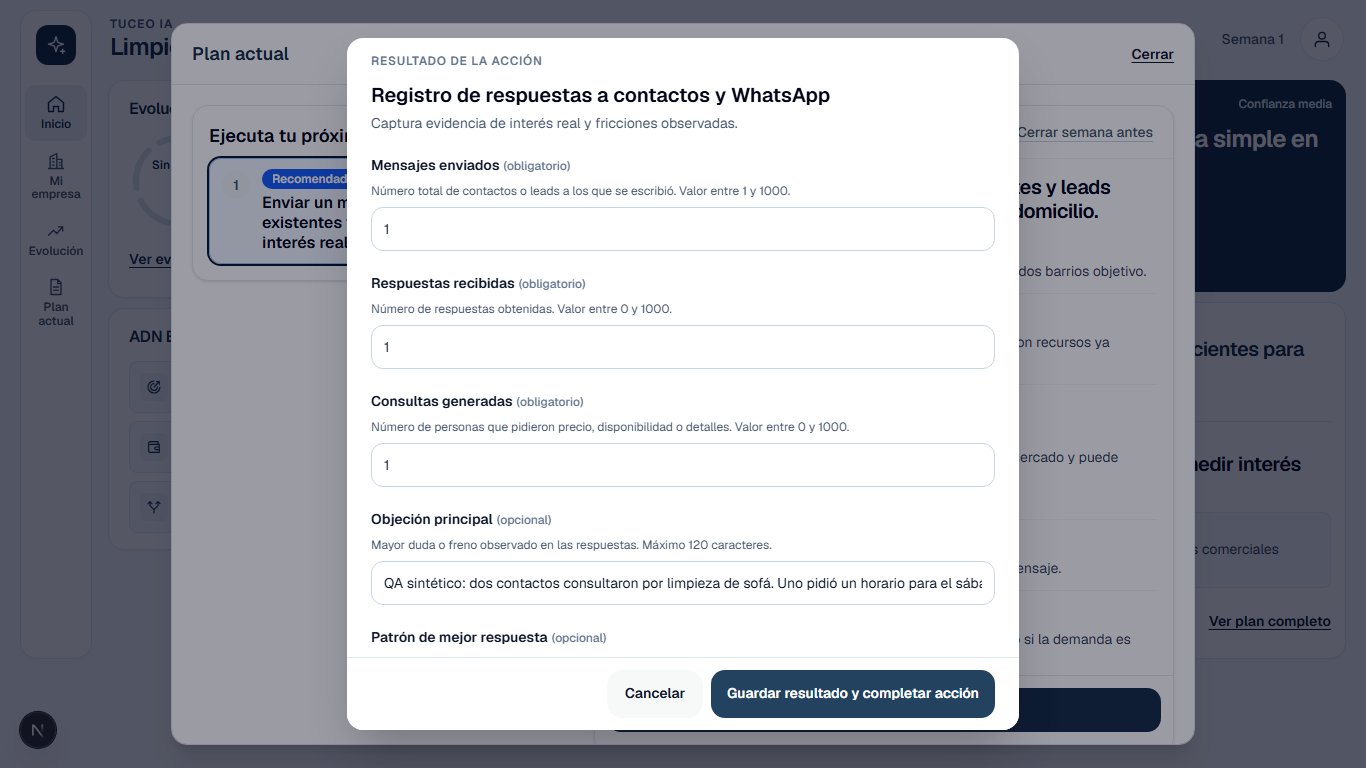 TUCEO IA
Limpi
Semana 1
Inicio
Mi
empresa
Evolución
Plan
actual
Evolu
Sin
Ver ev
ADN E
Plan actual
Cerrar
Ejecuta tu próxi
1
Recomendad
Enviar un m
existentes
interés real
Cerrar semana antes
tes y leads
domicilio.
dos barrios objetivo.
on recursos ya
ercado y puede
ensaje.
si la demanda es
Confianza media
a simple en
cientes para
medir interés
s comerciales
Ver plan completo
RESULTADO DE LA ACCIÓN
Registro de respuestas a contactos y WhatsApp
Captura evidencia de interés real y fricciones observadas.
Mensajes enviados (obligatorio)
Número total de contactos o leads a los que se escribió. Valor entre 1 y 1000.
1
Respuestas recibidas (obligatorio)
Número de respuestas obtenidas. Valor entre 0 y 1000.
1
Consultas generadas (obligatorio)
Número de personas que pidieron precio, disponibilidad o detalles. Valor entre 0 y 1000.
1
Objeción principal (opcional)
Mayor duda o freno observado en las respuestas. Máximo 120 caracteres.
QA sintético: dos contactos consultaron por limpieza de sofá. Uno pidió un horario para el sába
Patrón de mejor respuesta (opcional)
Cancelar
Guardar resultado y completar acción
N